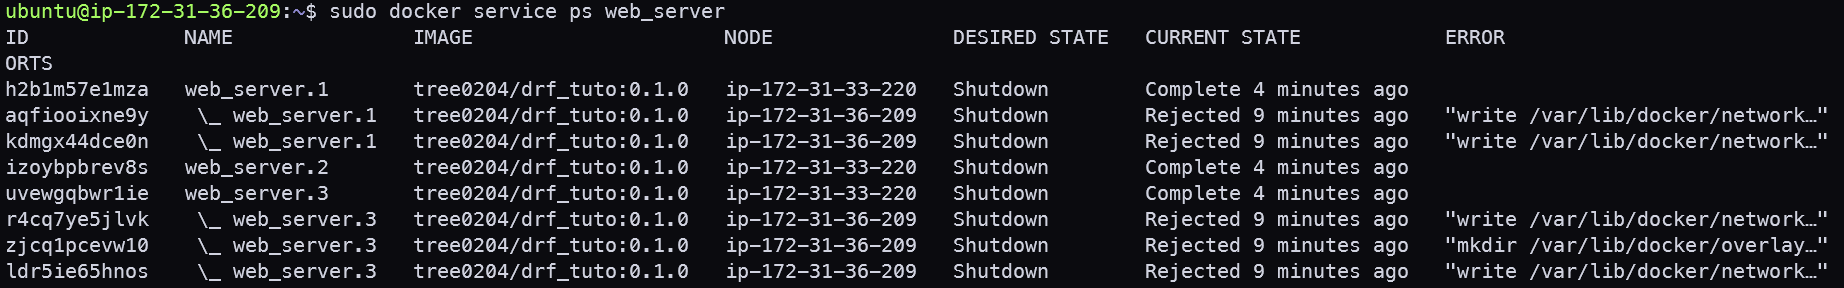 ubuntu@ip-172-31-36-209:~$ sudo docker service ps web_server
ID             NAME               IMAGE                     NODE               DESIRED STATE   CURRENT STATE            ERROR
ORTS
h2b1m57e1mza   web_server.1       tree0204/drf_tuto:0.1.0   ip-172-31-33-220   Shutdown        Complete 4 minutes ago
aqfiooixne9y    \_ web_server.1   tree0204/drf_tuto:0.1.0   ip-172-31-36-209   Shutdown        Rejected 9 minutes ago   "write /var/lib/docker/network…"
kdmgx44dce0n    \_ web_server.1   tree0204/drf_tuto:0.1.0   ip-172-31-36-209   Shutdown        Rejected 9 minutes ago   "write /var/lib/docker/network…"
izoybpbrev8s   web_server.2       tree0204/drf_tuto:0.1.0   ip-172-31-33-220   Shutdown        Complete 4 minutes ago
uvewgqbwr1ie   web_server.3       tree0204/drf_tuto:0.1.0   ip-172-31-33-220   Shutdown        Complete 4 minutes ago
r4cq7ye5jlvk    \_ web_server.3   tree0204/drf_tuto:0.1.0   ip-172-31-36-209   Shutdown        Rejected 9 minutes ago   "write /var/lib/docker/network…"
zjcq1pcevw10    \_ web_server.3   tree0204/drf_tuto:0.1.0   ip-172-31-36-209   Shutdown        Rejected 9 minutes ago   "mkdir /var/lib/docker/overlay…"
ldr5ie65hnos    \_ web_server.3   tree0204/drf_tuto:0.1.0   ip-172-31-36-209   Shutdown        Rejected 9 minutes ago   "write /var/lib/docker/network…"